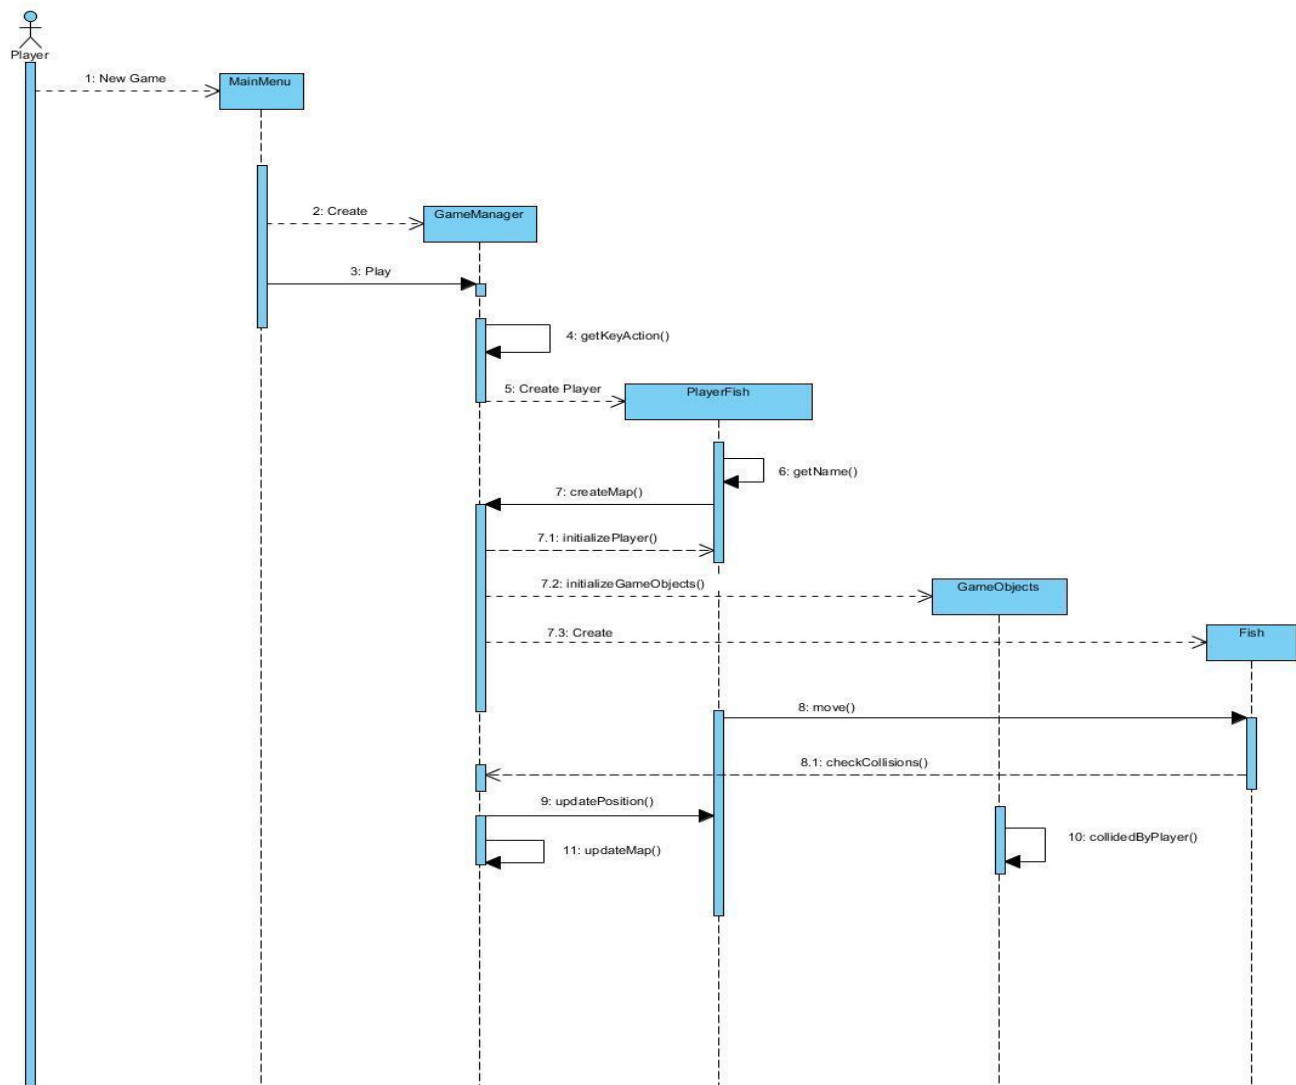 Player
1: New Game
MainMenu
2: Create
GameManager
3: Play
4: getKeyAction()
5: Create Player
PlayerFish
6: getName()
7: createMap()
7.1: initializePlayer()
7.2: initializeGameObjects()
GameObjects
7.3: Create
Fish
8: move()
8.1: checkCollisions()
9: updatePosition()
10: collidedByPlayer()
11: updateMap()